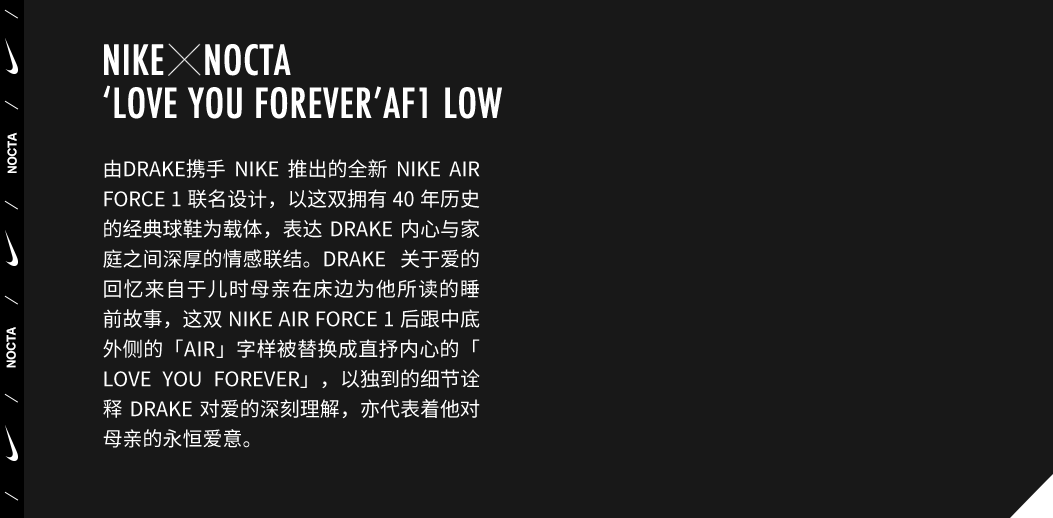 NIKE×NOCTA
‘LOVE YOU FOREVER’AF1 LOW
由DRAKE携手 NIKE 推出的全新 NIKE AIR
FORCE 1 联名设计，以这双拥有 40 年历史
的经典球鞋为载体，表达 DRAKE 内心与家
庭之间深厚的情感联结。DRAKE 关于爱的
回忆来自于儿时母亲在床边为他所读的睡
前故事，这双 NIKE AIR FORCE 1 后跟中底
外侧的「AIR」字样被替换成直抒内心的「
LOVE YOU FOREVER」，以独到的细节诠
释 DRAKE 对爱的深刻理解，亦代表着他对
母亲的永恒爱意。
NOCTA
NOCTA